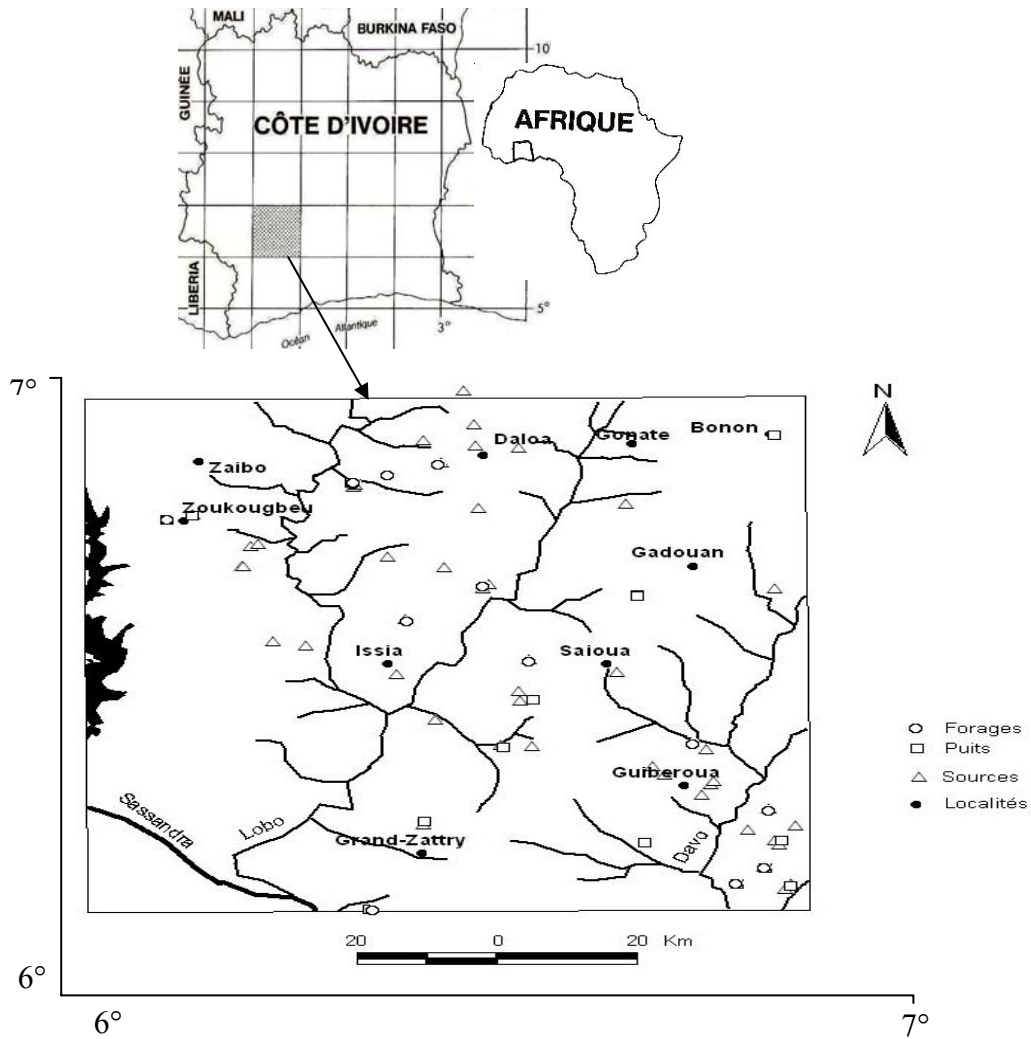 MALI
BURKINA FASO
10
GUINÉE
CÔTE D'IVOIRE
AFRIQUE
LIBERIA
5°
3°
Océan Atlantique
7°
N
Daloa
Gonate
Bonon
Zaibo
Zoukougbeu
Gadouan
Issia
Saioua
Forages
Puits
Guiberoua
Sources
Localités
Sassandra
Lobo
Davo
Grand-Zattry
20 0 20 Km
6°
6°
7°